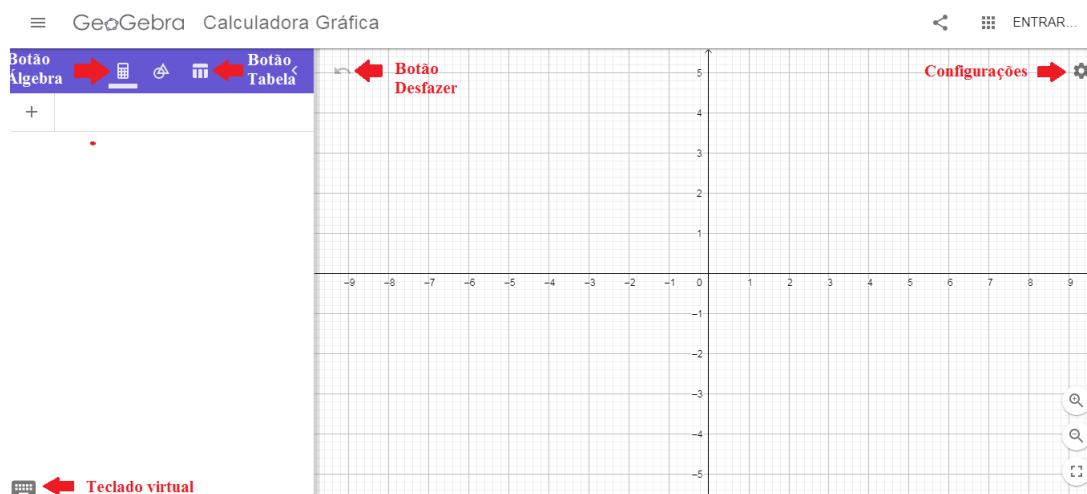 GeoGebra Calculadora Gráfica
ENTRAR...
Botão
Álgebra
Botão
Tabela
Botão
Desfazer
Configurações
5
4
3
2
1
−9 −8 −7 −6 −5 −4 −3 −2 −1 0 1 2 3 4 5 6 7 8 9
−1
−2
−3
−4
−5
Teclado virtual